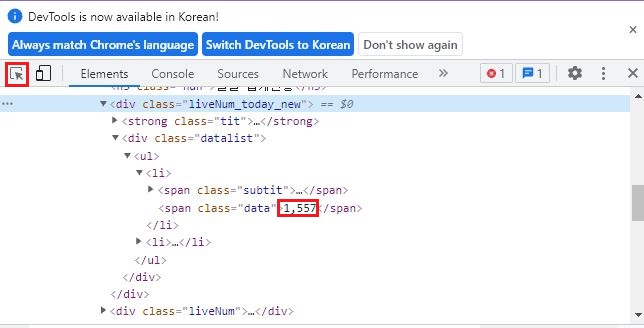 DevTools is now available in Korean!
Always match Chrome's language Switch DevTools to Korean Don't show again
Elements Console Sources Network Performance » 1 1
<div class="liveNum_today_new"> == $0
<strong class="tit">…</strong>
<div class="datalist">
<ul>
<li>
<span class="subtit">…</span>
<span class="data">1,557</span>
</li>
<li>…</li>
</ul>
</div>
</div>
<div class="liveNum">…</div>